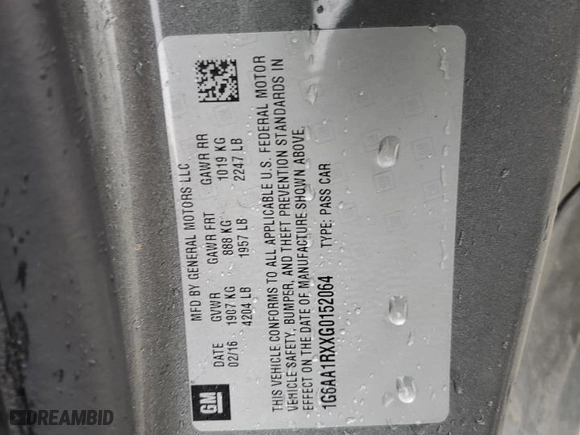 GM
MFD BY GENERAL MOTORS LLC
DATE GVWR GAWR FRT GAWR RR
02/16 1907 KG 888 KG 1019 KG
4204 LB 1957 LB 2247 LB
THIS VEHICLE CONFORMS TO ALL APPLICABLE U.S. FEDERAL MOTOR
VEHICLE SAFETY, BUMPER, AND THEFT PREVENTION STANDARDS IN
EFFECT ON THE DATE OF MANUFACTURE SHOWN ABOVE.
1G6AA1RXXG0152064 TYPE: PASS CAR
DREAMBID